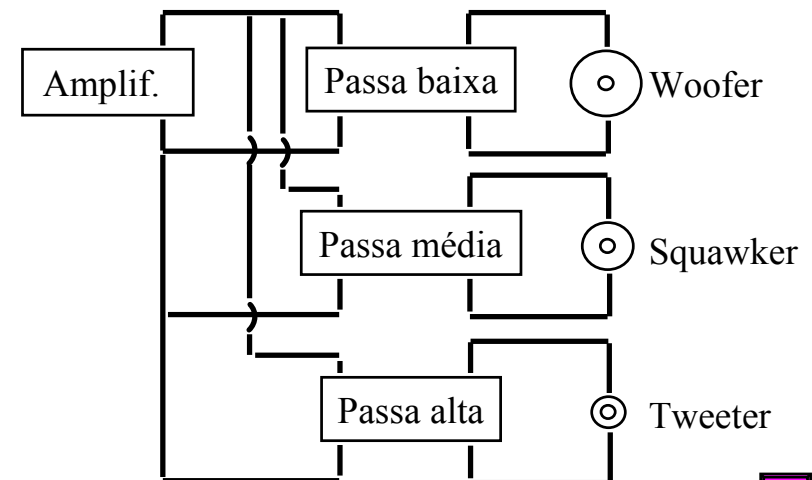 Amplif.
Passa baixa
Woofer
Passa média
Squawker
Passa alta
Tweeter